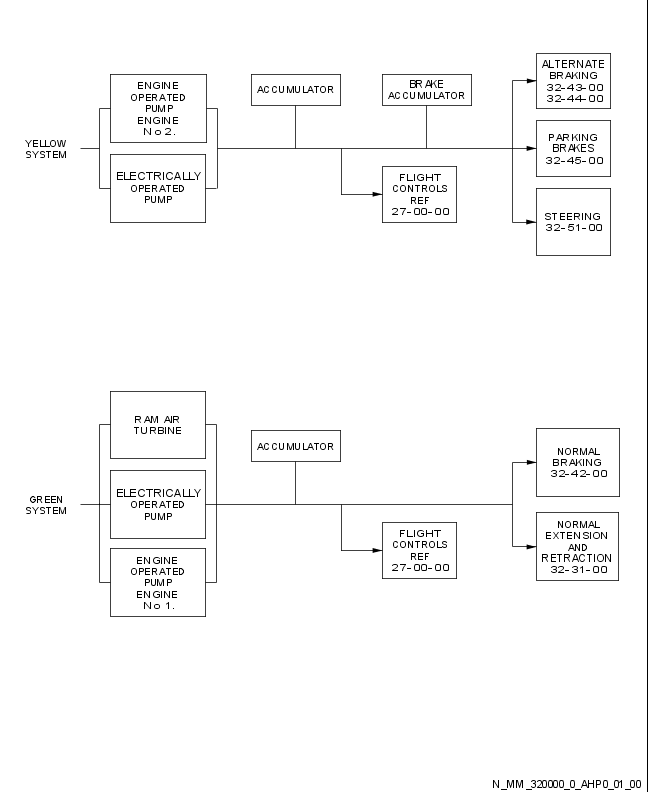 ENGINE
OPERATED
PUMP
ENGINE
No 2.
ACCUMULATOR
BRAKE
ACCUMULATOR
ALTERNATE
BRAKING
32-43-00
32-44-00
YELLOW
SYSTEM
ELECTRICALLY
OPERATED
PUMP
FLIGHT
CONTROLS
REF
27-00-00
PARKING
BRAKES
32-45-00
STEERING
32-51-00
RAM AIR
TURBINE
ACCUMULATOR
NORMAL
BRAKING
32-42-00
GREEN
SYSTEM
ELECTRICALLY
OPERATED
PUMP
FLIGHT
CONTROLS
REF
27-00-00
NORMAL
EXTENSION
AND
RETRACTION
32-31-00
ENGINE
OPERATED
PUMP
ENGINE
No 1.
N_MM_320000_0_AHP0_01_00